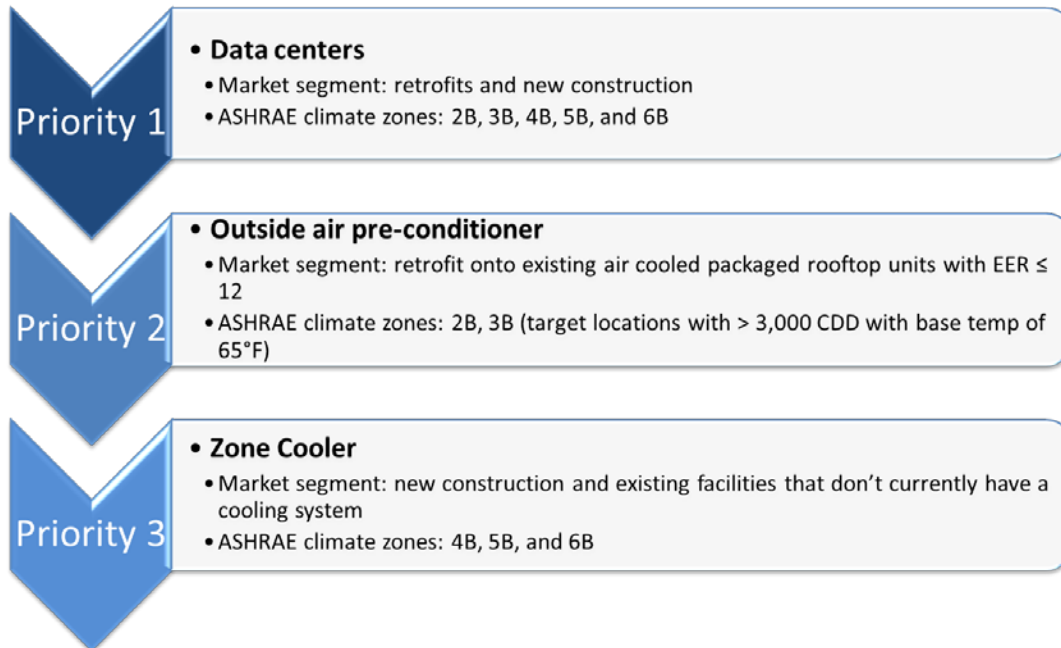 Priority 1
• Data centers
• Market segment: retrofits and new construction
• ASHRAE climate zones: 2B, 3B, 4B, 5B, and 6B
Priority 2
• Outside air pre-conditioner
• Market segment: retrofit onto existing air cooled packaged rooftop units with EER ≤
12
• ASHRAE climate zones: 2B, 3B (target locations with > 3,000 CDD with base temp of
65°F)
Priority 3
• Zone Cooler
• Market segment: new construction and existing facilities that don’t currently have a
cooling system
• ASHRAE climate zones: 4B, 5B, and 6B